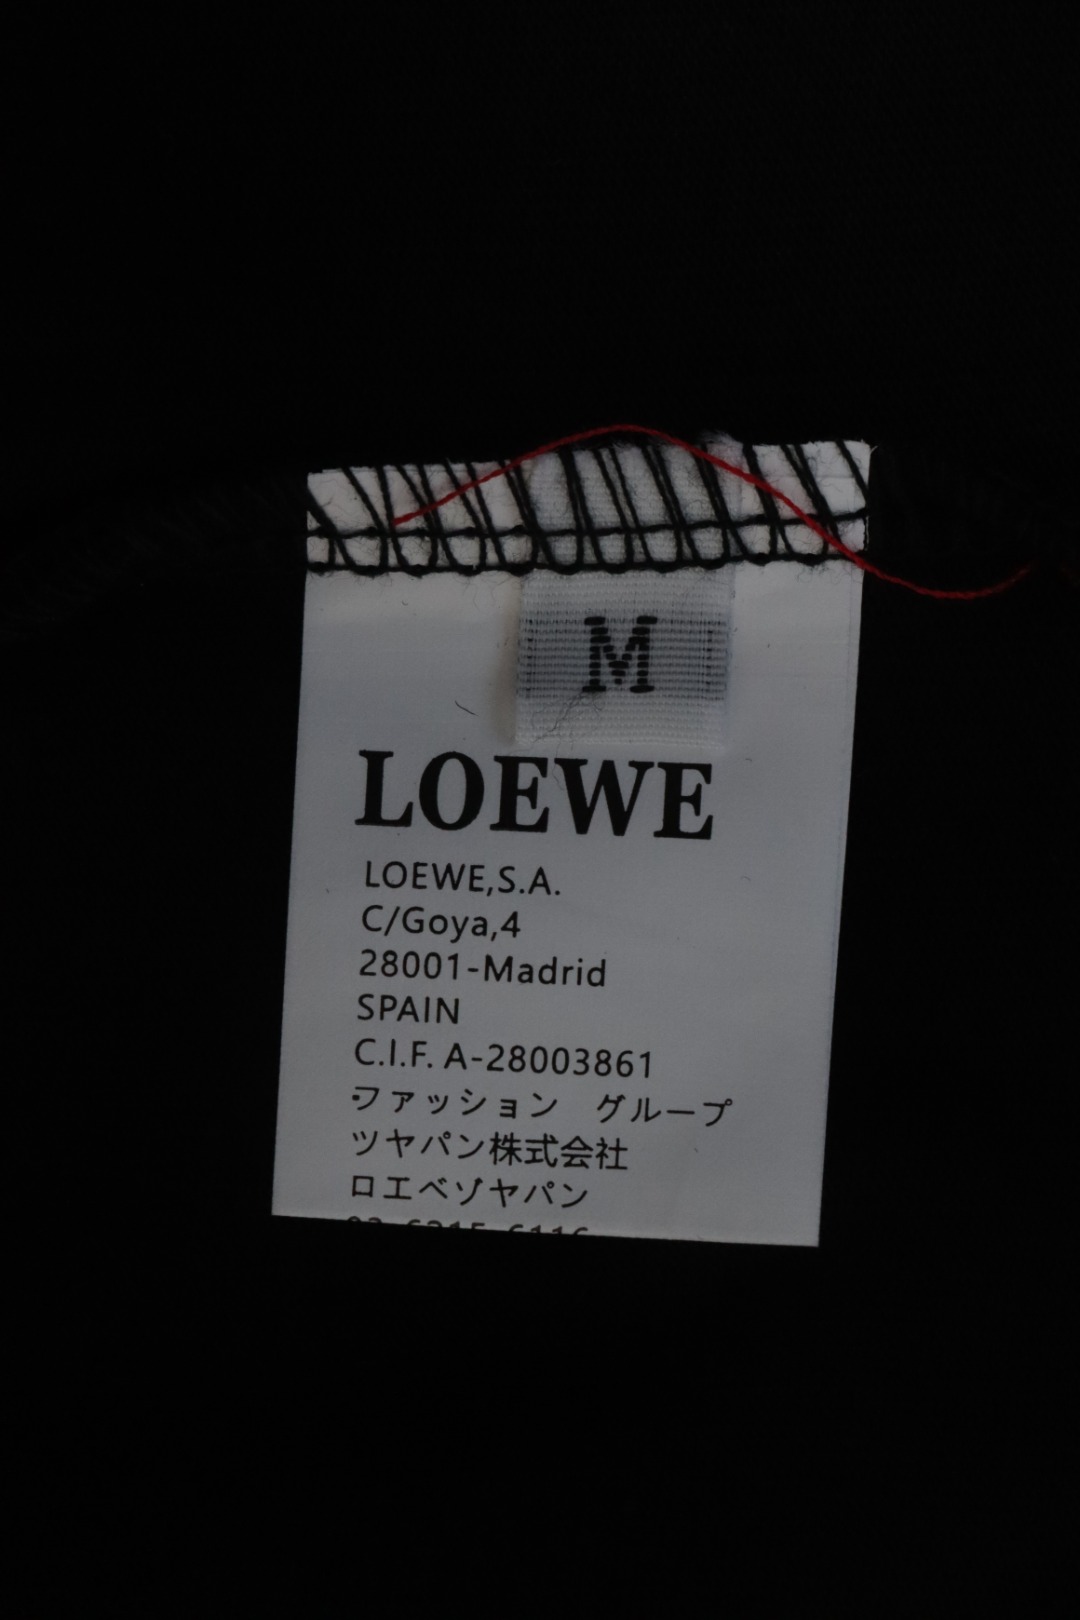 M
LOEWE
LOEWE,S.A.
C/Goya,4
28001-Madrid
SPAIN
C.I.F. A-28003861
ファッション グループ
ツヤパン株式会社
ロエベゾヤパン